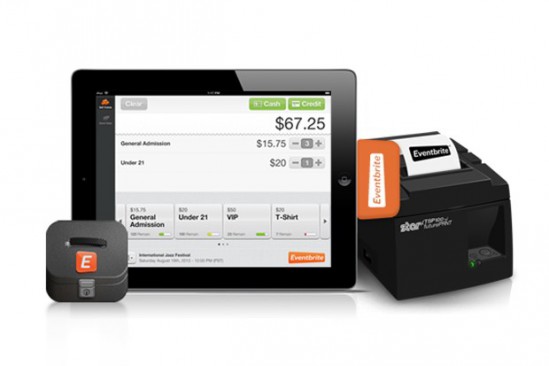 Clear
Cash
Credit
$67.25
General Admission $15.75 3
Under 21 $20 1
$15.75 $20 $50 $20
General Admission Under 21 VIP T-Shirt
International Jazz Festival
Eventbrite
E
Eventbrite
Eventbrite
star
futurePRNT